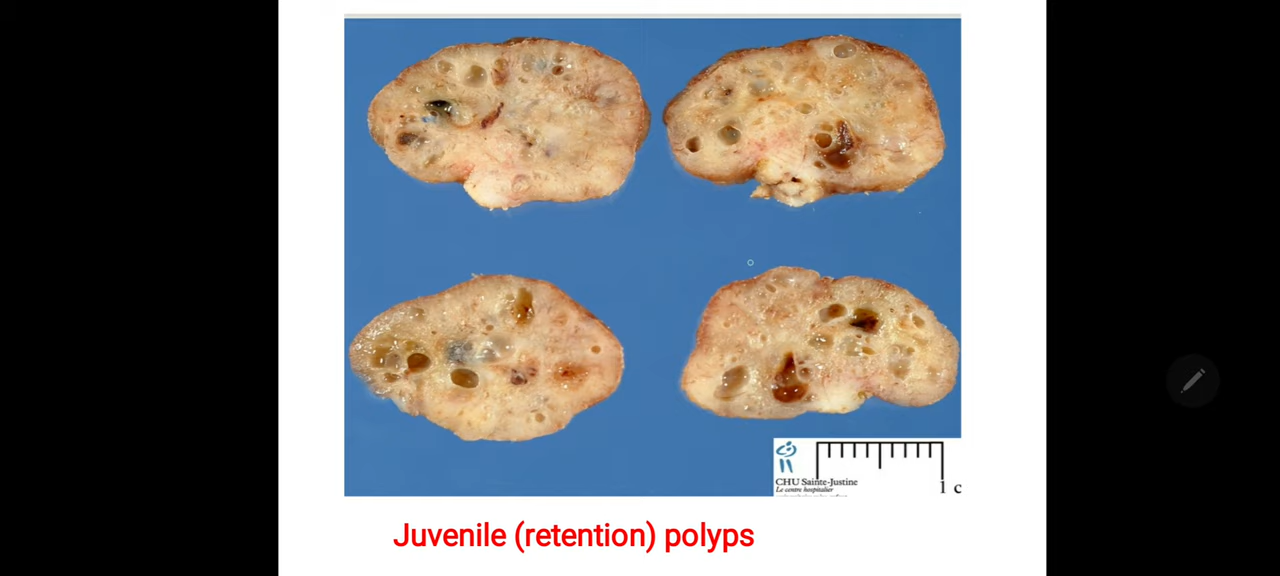 CHU Sainte-Justine
Le centre hospitalier
1 c
Juvenile (retention) polyps